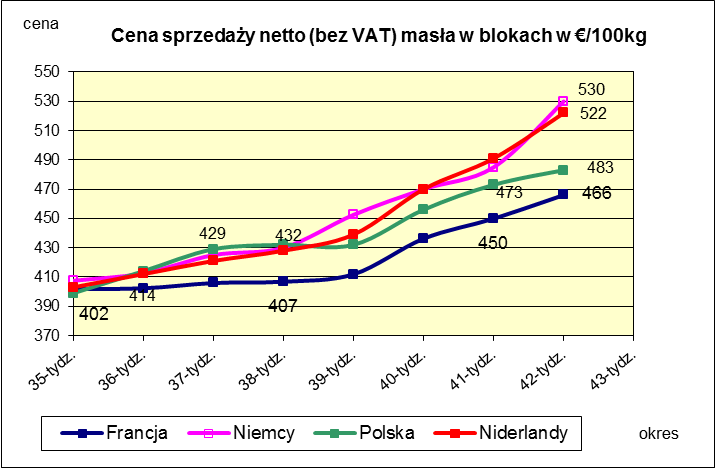 cena
Cena sprzedaży netto (bez VAT) masła w blokach w €/100kg
550
530
510
490
470
450
430
410
390
370
530
522
483
466
473
450
429
432
414
407
402
35-tydz.
36-tydz.
37-tydz.
38-tydz.
39-tydz.
40-tydz.
41-tydz.
42-tydz.
43-tydz.
Francja Niemcy Polska Niderlandy
okres